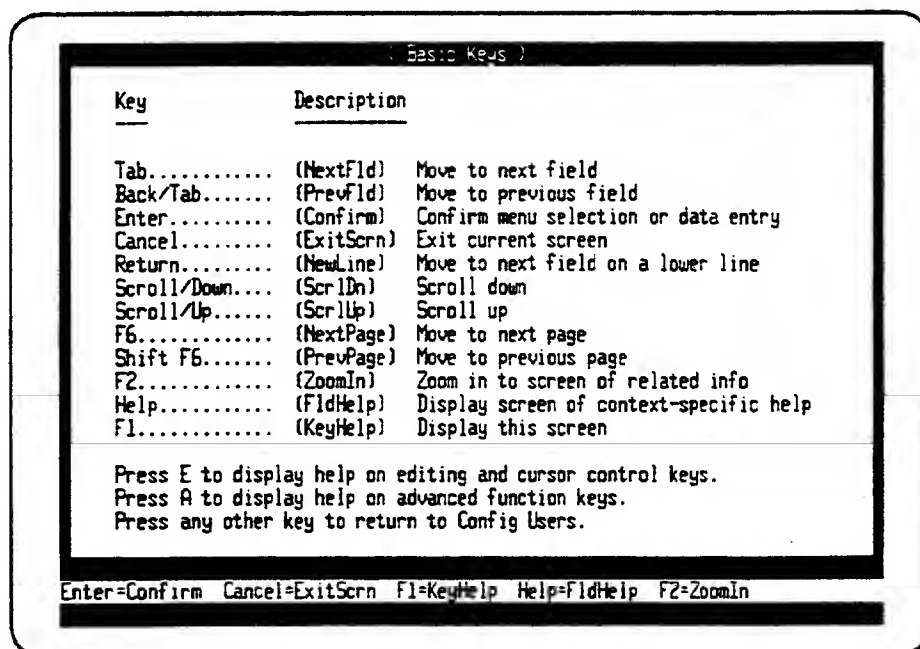 ( Basic Keys )
Key Description
Tab............ (NextFld) Move to next field
Back/Tab....... (PrevFld) Move to previous field
Enter.......... (Confirm) Confirm menu selection or data entry
Cancel......... (ExitScrn) Exit current screen
Return......... (NewLine) Move to next field on a lower line
Scroll/Down.... (ScrlDn) Scroll down
Scroll/Up...... (ScrlUp) Scroll up
F6............. (NextPage) Move to next page
Shift F6....... (PrevPage) Move to previous page
F2............. (ZoomIn) Zoom in to screen of related info
Help........... (FldHelp) Display screen of context-specific help
F1............. (KeyHelp) Display this screen
Press E to display help on editing and cursor control keys.
Press A to display help on advanced function keys.
Press any other key to return to Config Users.
Enter=Confirm Cancel=ExitScrn F1=KeyHelp Help=FldHelp F2=ZoomIn